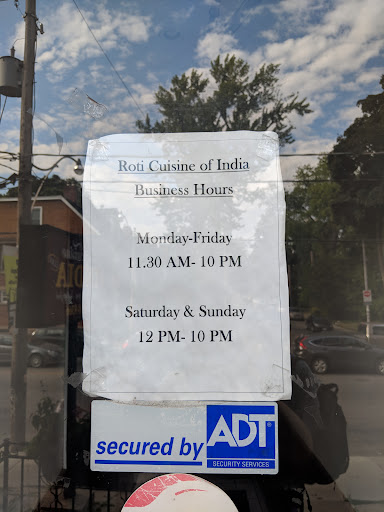 Roti Cuisine of India
Business Hours
Monday-Friday
11.30 AM- 10 PM
Saturday & Sunday
12 PM- 10 PM
secured by
ADT
SECURITY SERVICES